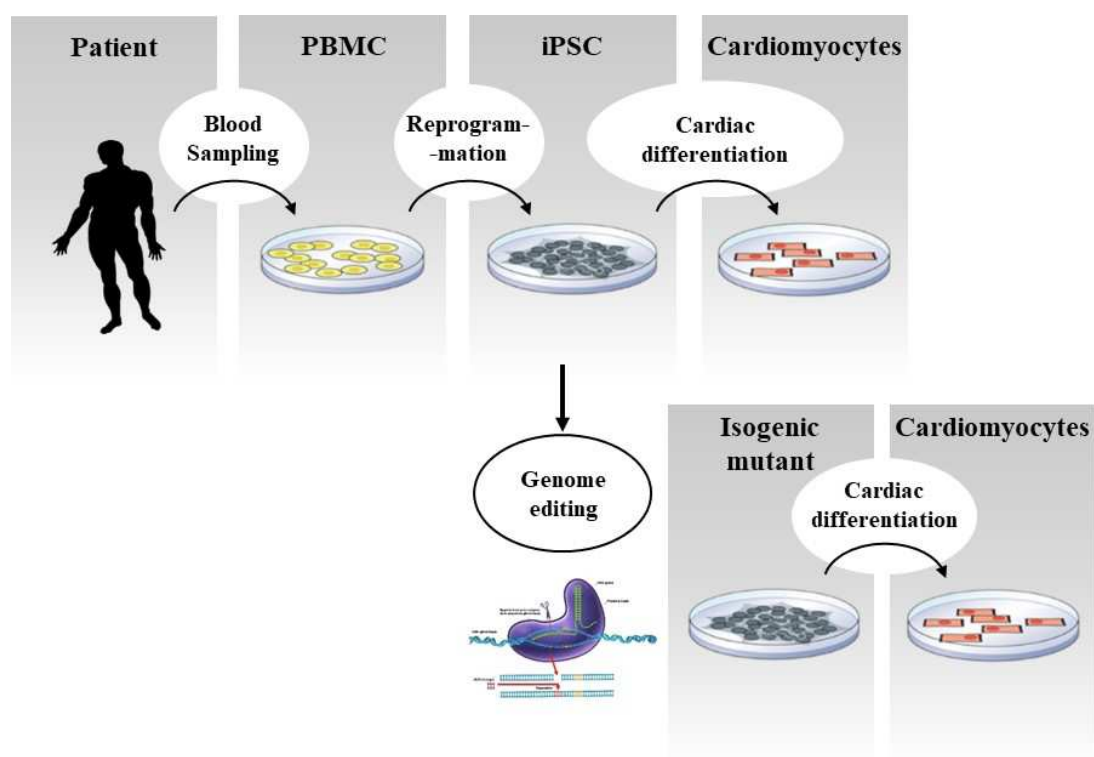 Patient
PBMC
iPSC
Cardiomyocytes
Blood
Sampling
Reprogram-
-mation
Cardiac
differentiation
Genome
editing
Isogenic
mutant
Cardiomyocytes
Cardiac
differentiation